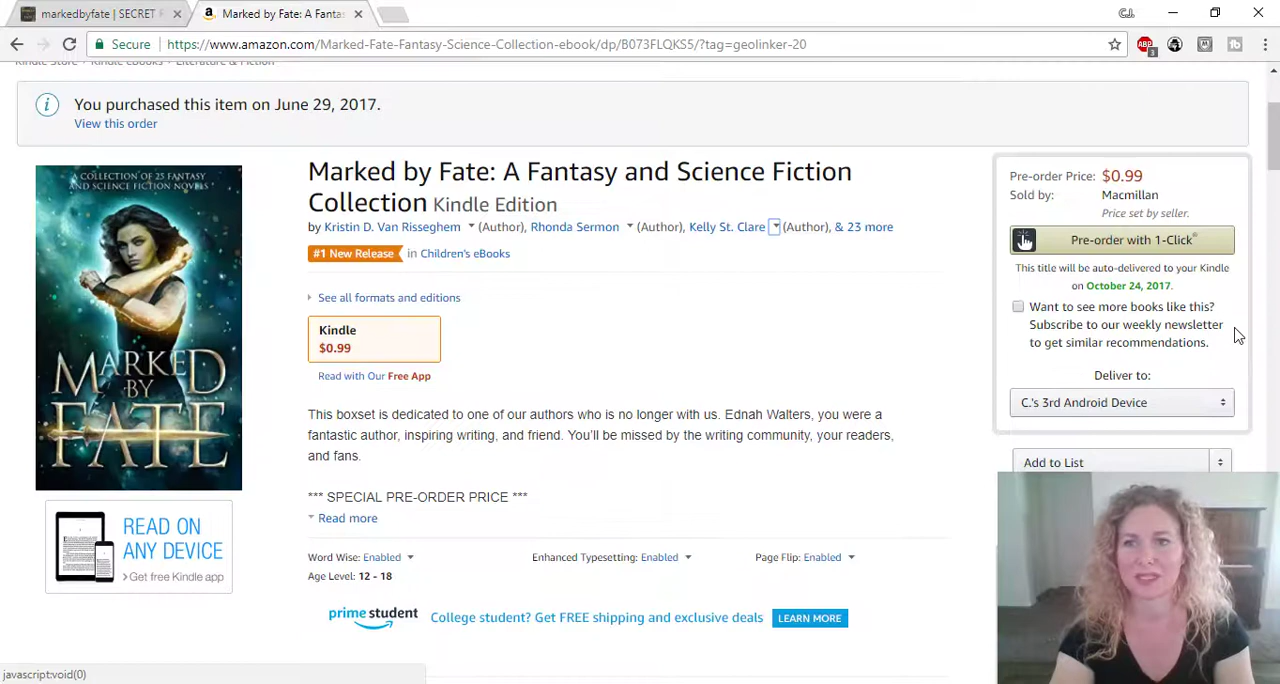 markedbyfate | SECRET F
Marked by Fate: A Fanta
C.J.
Secure
https://www.amazon.com/Marked-Fate-Fantasy-Science-Collection-ebook/dp/B073FLQKS5/?tag=geolinker-20
ABP
3
Kindle Store › Kindle eBooks › Literature & Fiction
You purchased this item on June 29, 2017.
View this order
A COLLECTION OF 25 FANTASY
AND SCIENCE FICTION NOVELS
MARKED
BY
FATE
READ ON
ANY DEVICE
›Get free Kindle app
Marked by Fate: A Fantasy and Science Fiction
Collection Kindle Edition
by Kristin D. Van Risseghem (Author), Rhonda Sermon (Author), Kelly St. Clare (Author), & 23 more
#1 New Release in Children's eBooks
See all formats and editions
Kindle
$0.99
Read with Our Free App
This boxset is dedicated to one of our authors who is no longer with us. Ednah Walters, you were a
fantastic author, inspiring writing, and friend. You'll be missed by the writing community, your readers,
and fans.
*** SPECIAL PRE-ORDER PRICE ***
Read more
Word Wise: Enabled
Enhanced Typesetting: Enabled
Page Flip: Enabled
Age Level: 12 - 18
prime student
College student? Get FREE shipping and exclusive deals
LEARN MORE
Pre-order Price: $0.99
Sold by: Macmillan
Price set by seller.
Pre-order with 1-Click®
This title will be auto-delivered to your Kindle
on October 24, 2017.
Want to see more books like this?
Subscribe to our weekly newsletter
to get similar recommendations.
Deliver to:
C.'s 3rd Android Device
Add to List
javascript:void(0)